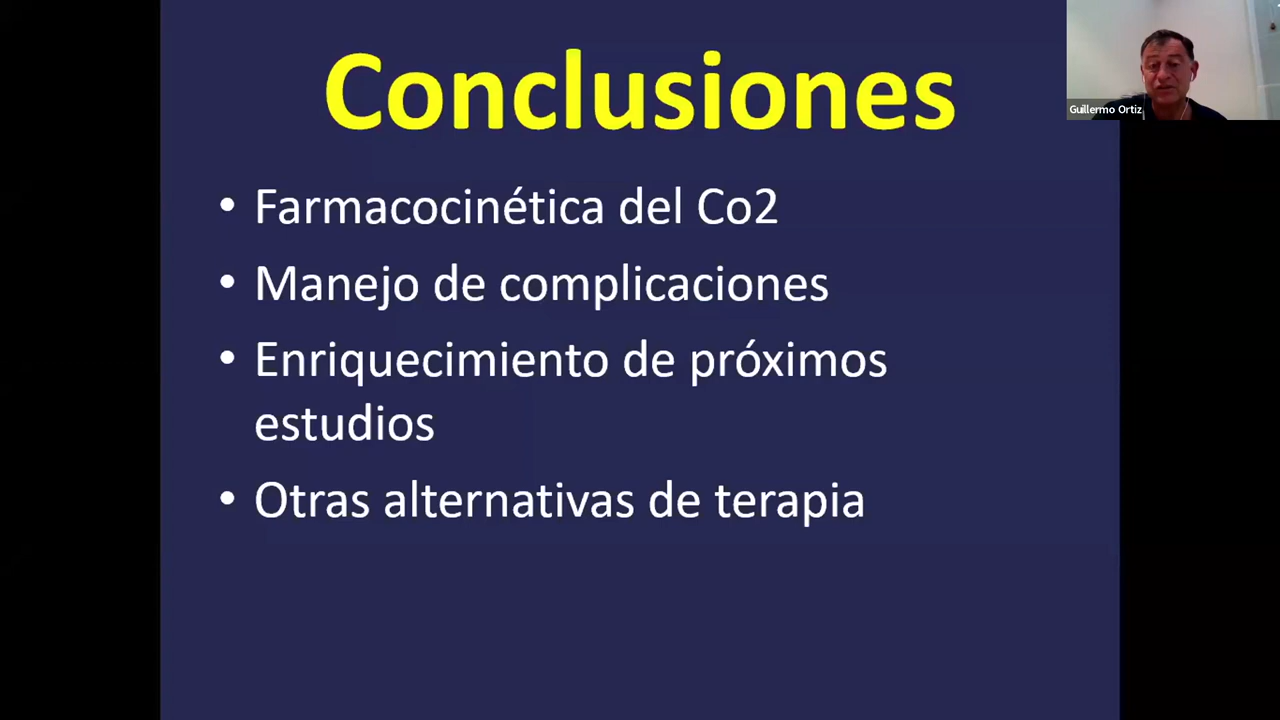 Conclusiones
Guillermo Ortiz
• Farmacocinética del Co2
• Manejo de complicaciones
• Enriquecimiento de próximos
estudios
• Otras alternativas de terapia